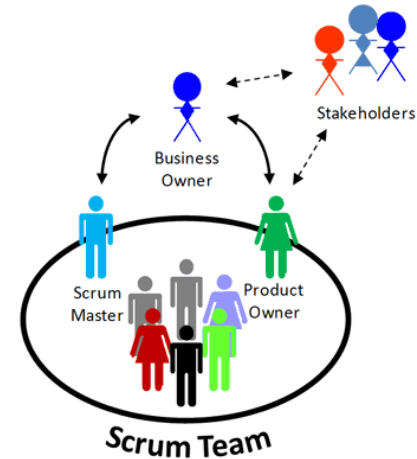 Stakeholders
Business
Owner
Scrum
Master
Product
Owner
Scrum Team